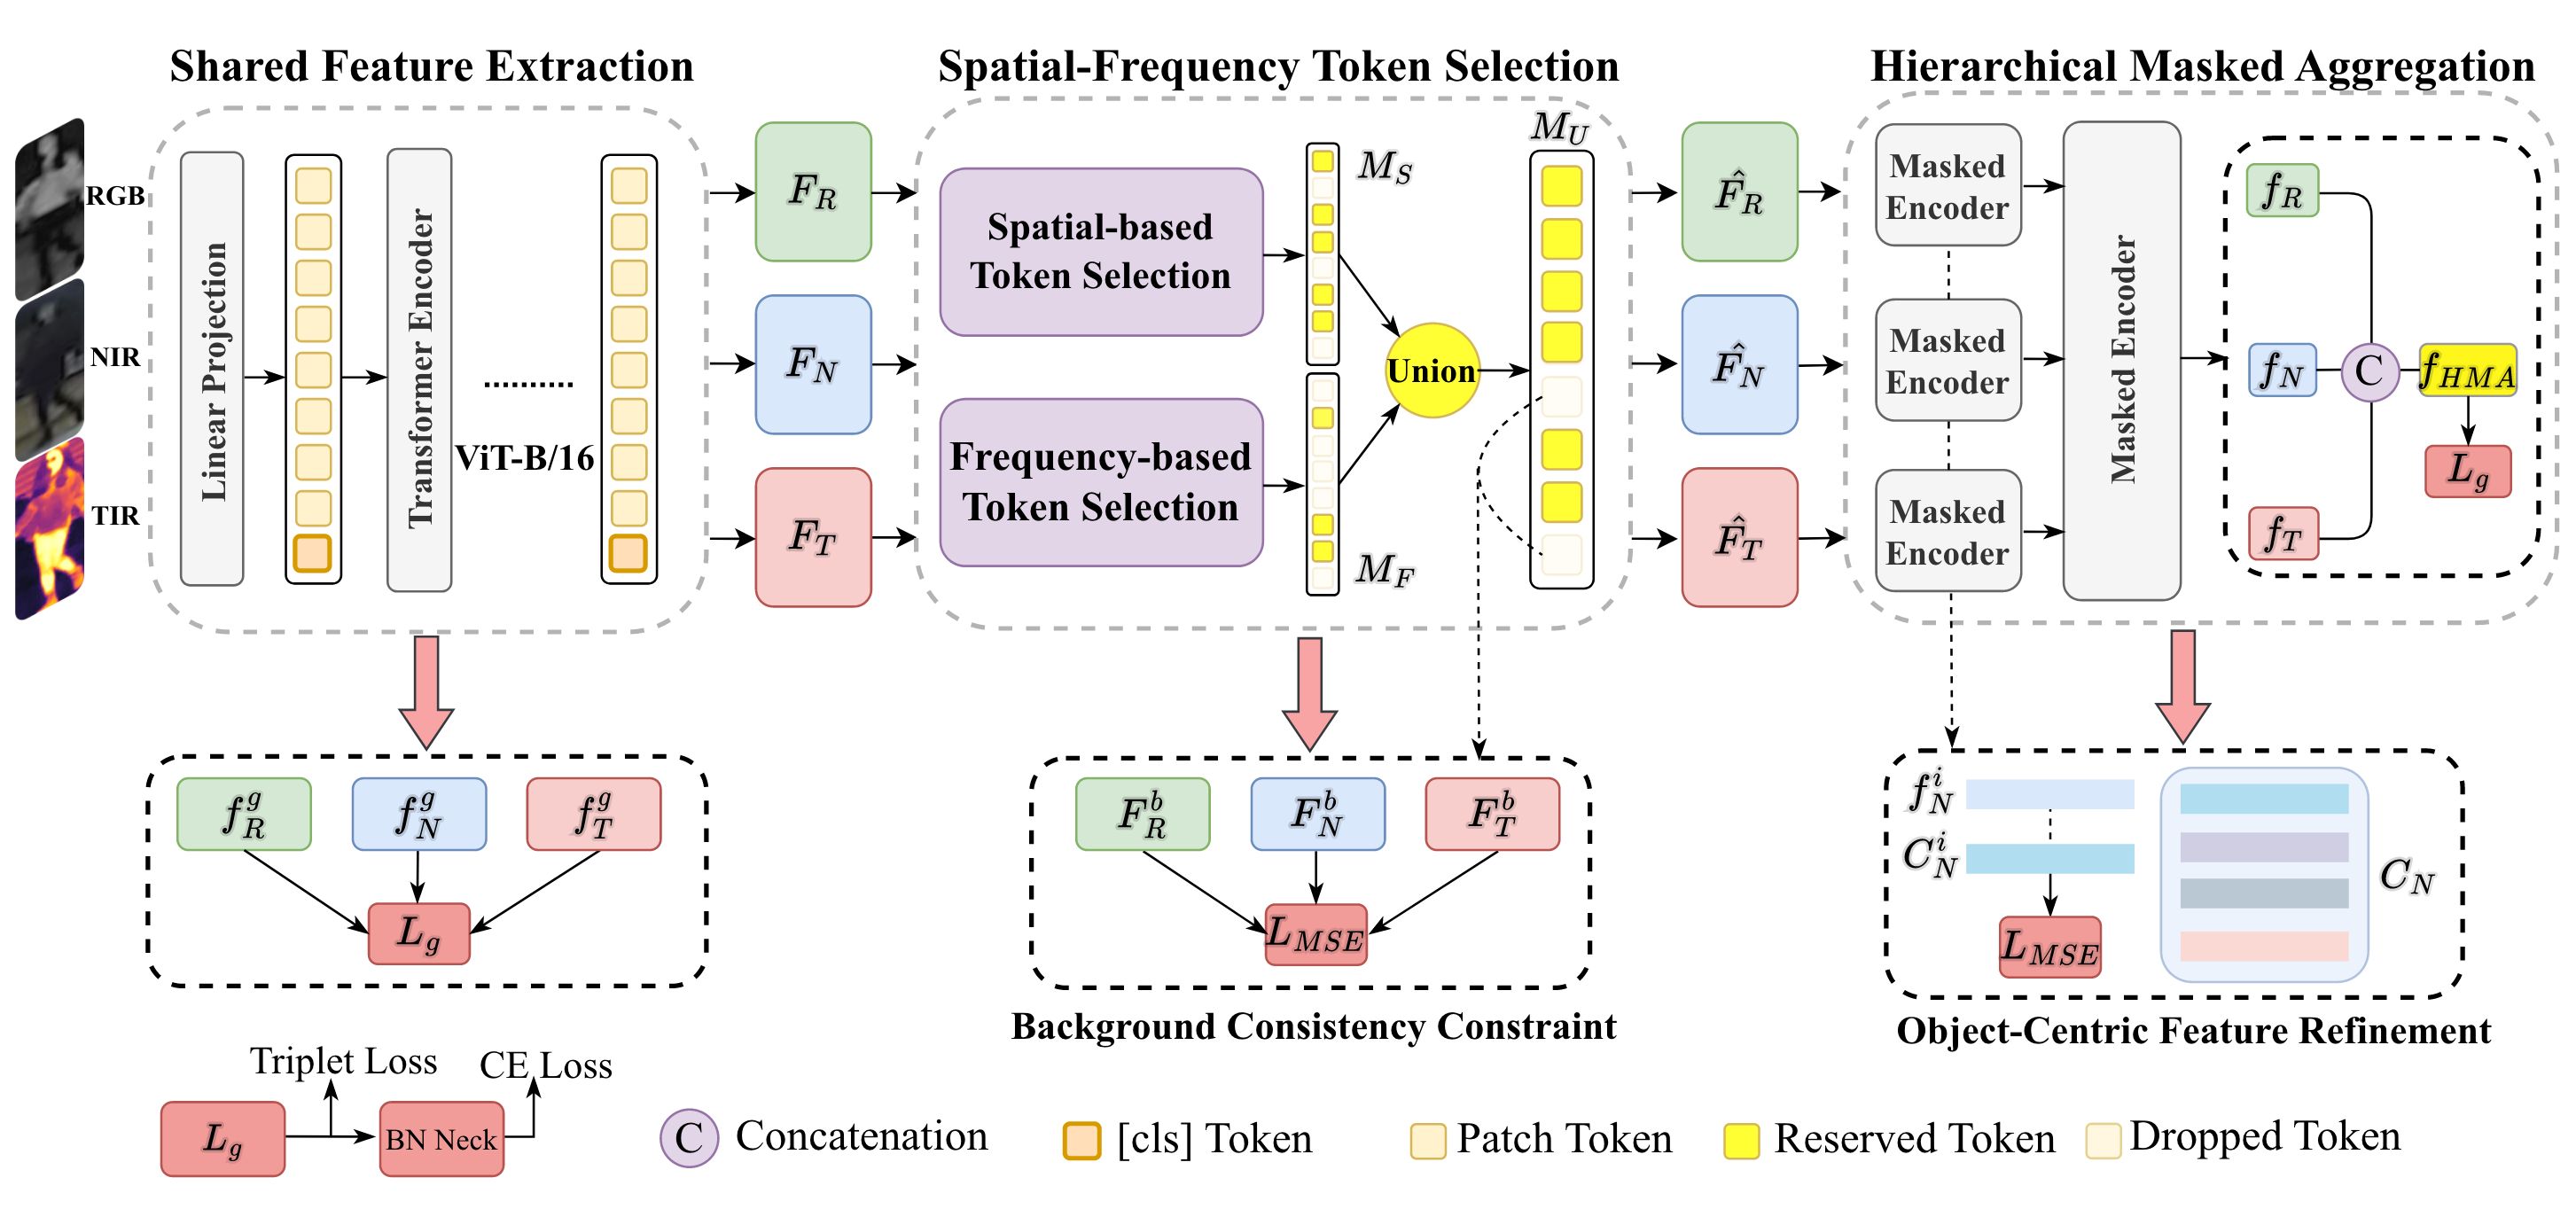 Shared Feature Extraction
Spatial-Frequency Token Selection
Hierarchical Masked Aggregation
RGB
NIR
TIR
Linear Projection
Transformer Encoder
..........
ViT-B/16
F_R
F_N
F_T
Spatial-based
Token Selection
Frequency-based
Token Selection
M_S
M_F
Union
M_U
\hat{F}_R
\hat{F}_N
\hat{F}_T
Masked
Encoder
Masked
Encoder
Masked
Encoder
Masked Encoder
f_R
f_N
f_T
C
f_{HMA}
L_g
f_R^g
f_N^g
f_T^g
L_g
F_R^b
F_N^b
F_T^b
L_{MSE}
Background Consistency Constraint
f_N^i
C_N^i
L_{MSE}
C_N
Object-Centric Feature Refinement
Triplet Loss
CE Loss
L_g
BN Neck
C Concatenation
[cls] Token
Patch Token
Reserved Token
Dropped Token